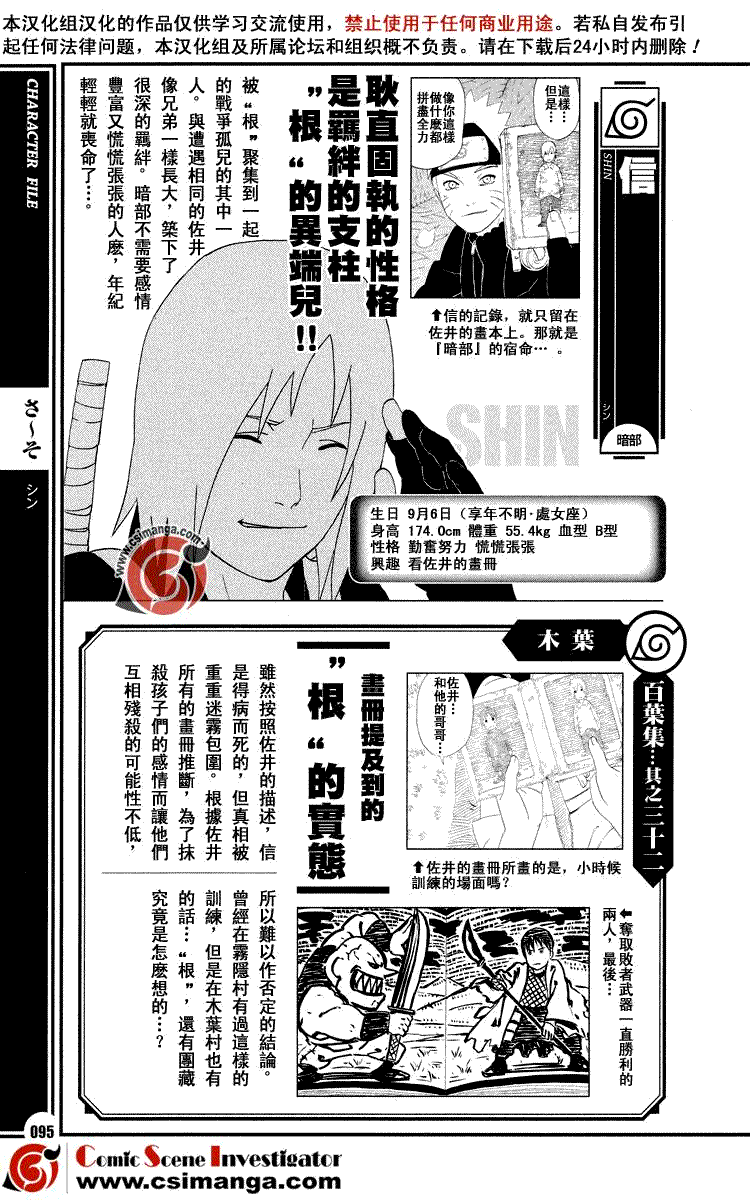 本汉化组汉化的作品仅供学习交流使用，禁止使用于任何商业用途。若私自发布引
起任何法律问题，本汉化组及所属论坛和组织概不负责。请在下载后24小时内删除！
CHARACTER FILE
さ～そ
シン
095
信
SHIN
シン
暗部
這樣
但是…
像你這樣
做什麼都
拼盡全力
⬆信的記錄，就只留在
佐井的畫本上。那就是
『暗部』的宿命… 。
耿直固執的性格
是羈絆的支柱
”根“的異端兒!!
被“根”聚集到一起
的戰爭孤兒的其中一
人。與遭遇相同的佐井
像兄弟一樣長大，築下了
很深的羈絆。暗部不需要感情
豐富又慌慌張張的人麽，年紀
輕輕就喪命了…。
SHIN
生日 9月6日（享年不明·處女座）
身高 174.0cm 體重 55.4kg 血型 B型
性格 勤奮努力 慌慌張張
興趣 看佐井的畫冊
www.csimanga.com
木葉
百葉集…其之三十二
佐井…
和他的哥哥…
⬆佐井的畫冊所畫的是，小時候
訓練的場面嗎？
畫冊提及到的
”根“的實態
雖然按照佐井的描述，信
是得病而死的，但真相被
重重迷霧包圍。根據佐井
所有的畫冊推斷，為了抹
殺孩子們的感情而讓他們
互相殘殺的可能性不低，
所以難以作否定的結論。
曾經在霧隱村有過這樣的
訓練，但是在木葉村也有
的話…“根”，還有團藏
究竟是怎麽想的…？
⬅奪取敗者武器一直勝利的
兩人，最後…
Comic Scene Investigator
www.csimanga.com